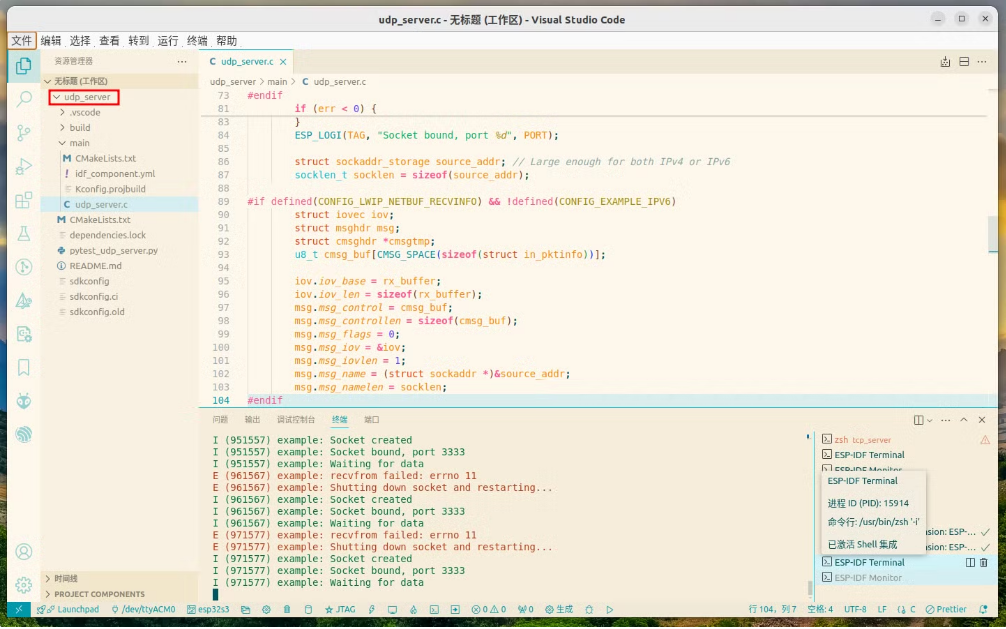 udp_server.c - 无标题 (工作区) - Visual Studio Code
文件 编辑 选择 查看 转到 运行 终端 帮助
资源管理器
无标题 (工作区)
udp_server
.vscode
build
main
CMakeLists.txt
idf_component.yml
Kconfig.projbuild
udp_server.c
CMakeLists.txt
dependencies.lock
pytest_udp_server.py
README.md
sdkconfig
sdkconfig.ci
sdkconfig.old
时间线
PROJECT COMPONENTS
udp_server.c
udp_server > main > C udp_server.c
73 #endif
81 if (err < 0) {
83 }
84 ESP_LOGI(TAG, "Socket bound, port %d", PORT);
85
86 struct sockaddr_storage source_addr; // Large enough for both IPv4 or IPv6
87 socklen_t socklen = sizeof(source_addr);
88
89 #if defined(CONFIG_LWIP_NETBUF_RECVINFO) && !defined(CONFIG_EXAMPLE_IPV6)
90 struct iovec iov;
91 struct msghdr msg;
92 struct cmsghdr *cmsgtmp;
93 u8_t cmsg_buf[CMSG_SPACE(sizeof(struct in_pktinfo))];
94
95 iov.iov_base = rx_buffer;
96 iov.iov_len = sizeof(rx_buffer);
97 msg.msg_control = cmsg_buf;
98 msg.msg_controllen = sizeof(cmsg_buf);
99 msg.msg_flags = 0;
100 msg.msg_iov = &iov;
101 msg.msg_iovlen = 1;
102 msg.msg_name = (struct sockaddr *)&source_addr;
103 msg.msg_namelen = socklen;
104 #endif
问题 输出 调试控制台 终端 端口
I (951557) example: Socket created
I (951557) example: Socket bound, port 3333
I (951557) example: Waiting for data
E (961567) example: recvfrom failed: errno 11
E (961567) example: Shutting down socket and restarting...
I (961567) example: Socket created
I (961567) example: Socket bound, port 3333
I (961567) example: Waiting for data
E (971577) example: recvfrom failed: errno 11
E (971577) example: Shutting down socket and restarting...
I (971577) example: Socket created
I (971577) example: Socket bound, port 3333
I (971577) example: Waiting for data
zsh tcp_server
ESP-IDF Terminal
ESP-IDF Monitor
ESP-IDF Terminal
进程 ID (PID): 15914
命令行: /usr/bin/zsh '-i'
已激活 Shell 集成
sion: ESP-...
sion: ESP-...
ESP-IDF Terminal
ESP-IDF Monitor
Launchpad /dev/ttyACM0 esp32s3 JTAG 0 0 0 生成 行 104, 列 7 空格: 4 UTF-8 LF C Prettier